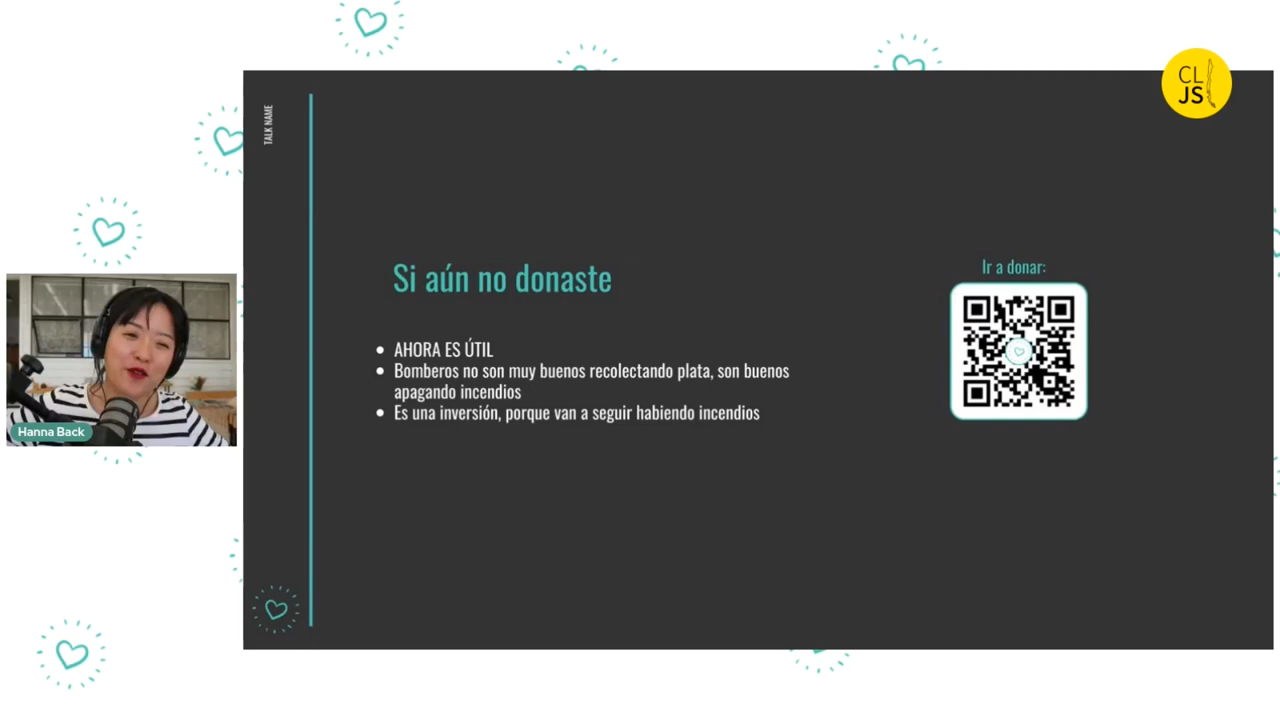 CL
JS
TALK NAME
Si aún no donaste
Ir a donar:
AHORA ES ÚTIL
Bomberos no son muy buenos recolectando plata, son buenos
apagando incendios
Es una inversión, porque van a seguir habiendo incendios
Hanna Back